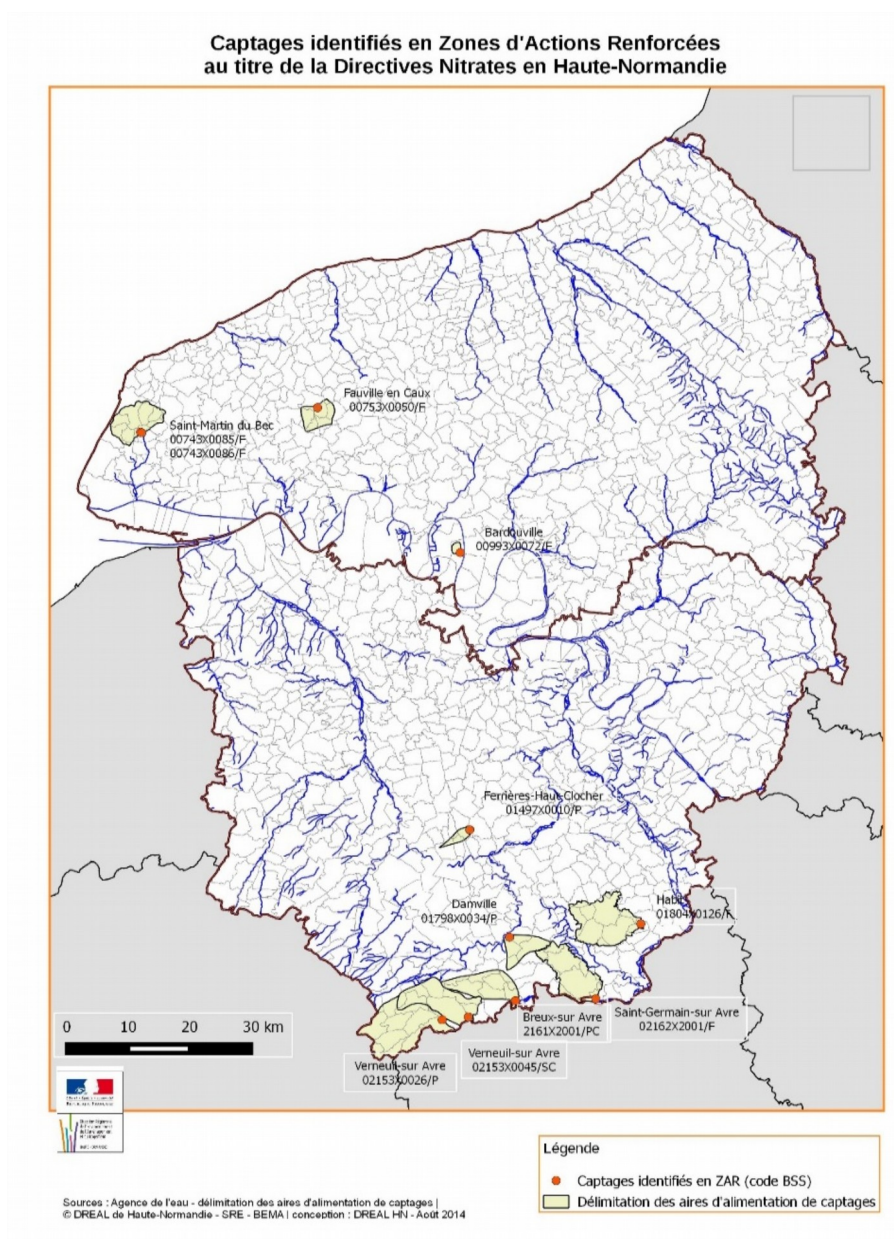 Captages identifiés en Zones d'Actions Renforcées
au titre de la Directives Nitrates en Haute-Normandie
Fauville en Caux
00753X0050/F
Saint-Martin du Bec
00743X0085/F
00743X0086/F
Bardouville
00993X0072/F
Ferrières-Haut-Clocher
01497X0010/P
Damville
01798X0034/P
Habit
01804X0126/F
0 10 20 30 km
Breux-sur Avre
2161X2001/PC
Saint-Germain-sur Avre
02162X2001/F
Verneuil-sur Avre
02153X0045/SC
Verneuil-sur Avre
02153X0026/P
Légende
Captages identifiés en ZAR (code BSS)
Délimitation des aires d'alimentation de captages
Sources : Agence de l'eau - délimitation des aires d'alimentation de captages |
© DREAL de Haute-Normandie - SRE - BEMA | conception : DREAL HN - Août 2014